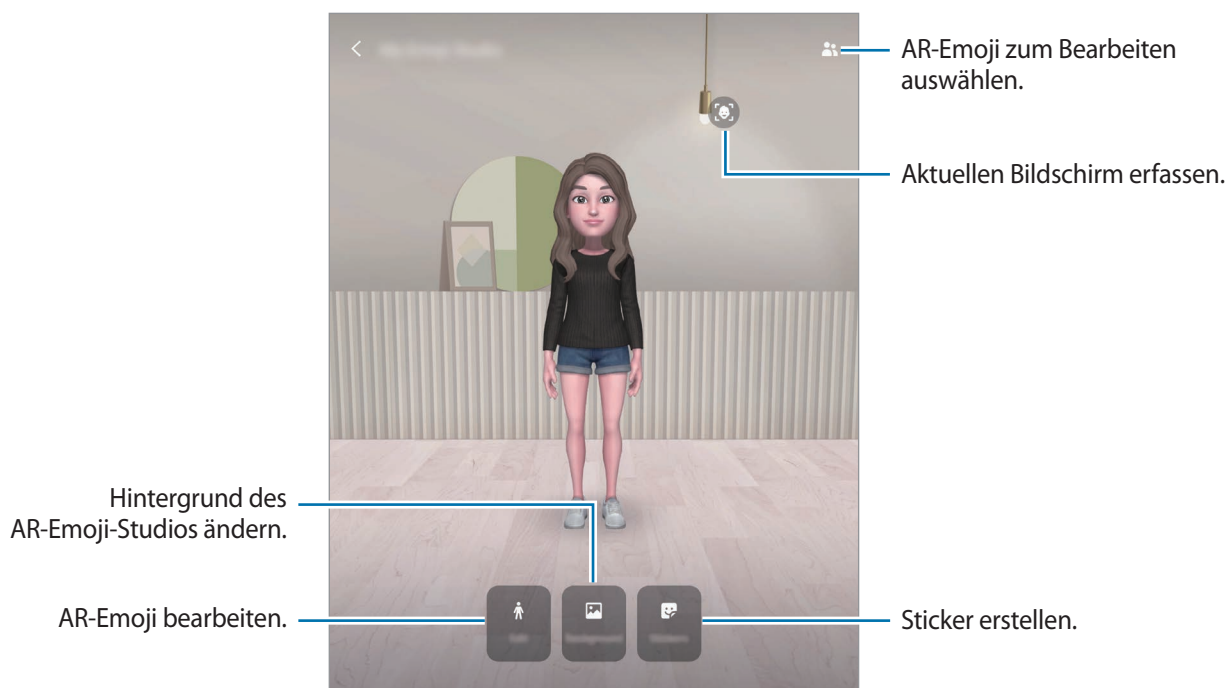 AR-Emoji zum Bearbeiten
auswählen.
Aktuellen Bildschirm erfassen.
Hintergrund des
AR-Emoji-Studios ändern.
AR-Emoji bearbeiten.
Sticker erstellen.